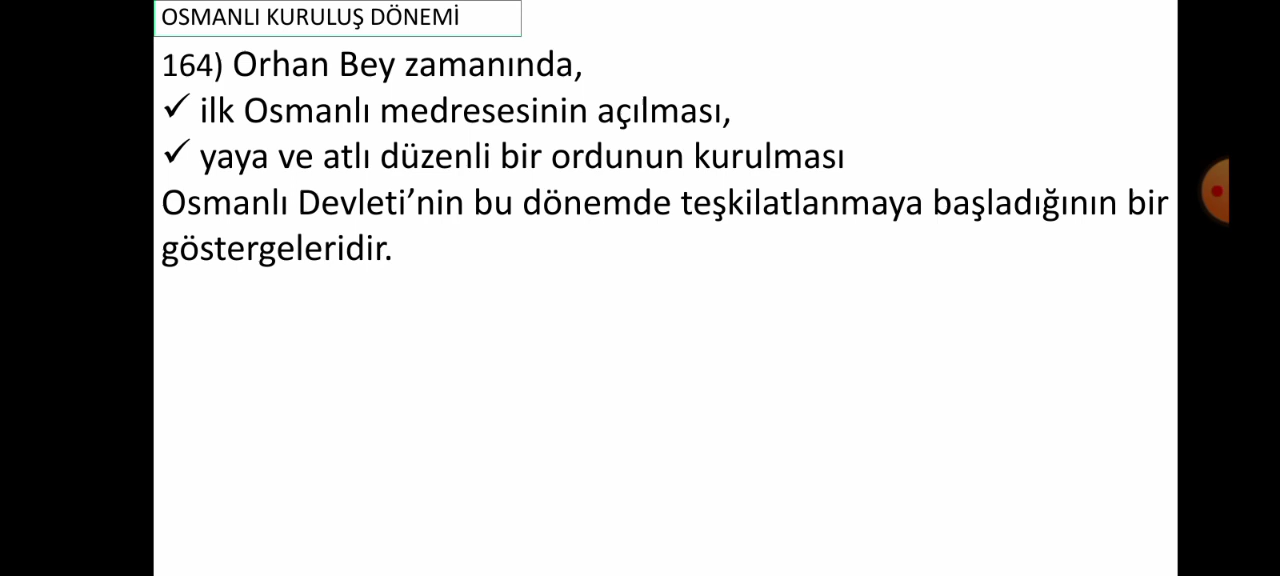 OSMANLI KURULUŞ DÖNEMİ
164) Orhan Bey zamanında,
✓ ilk Osmanlı medresesinin açılması,
✓ yaya ve atlı düzenli bir ordunun kurulması
Osmanlı Devleti’nin bu dönemde teşkilatlanmaya başladığının bir
göstergeleridir.